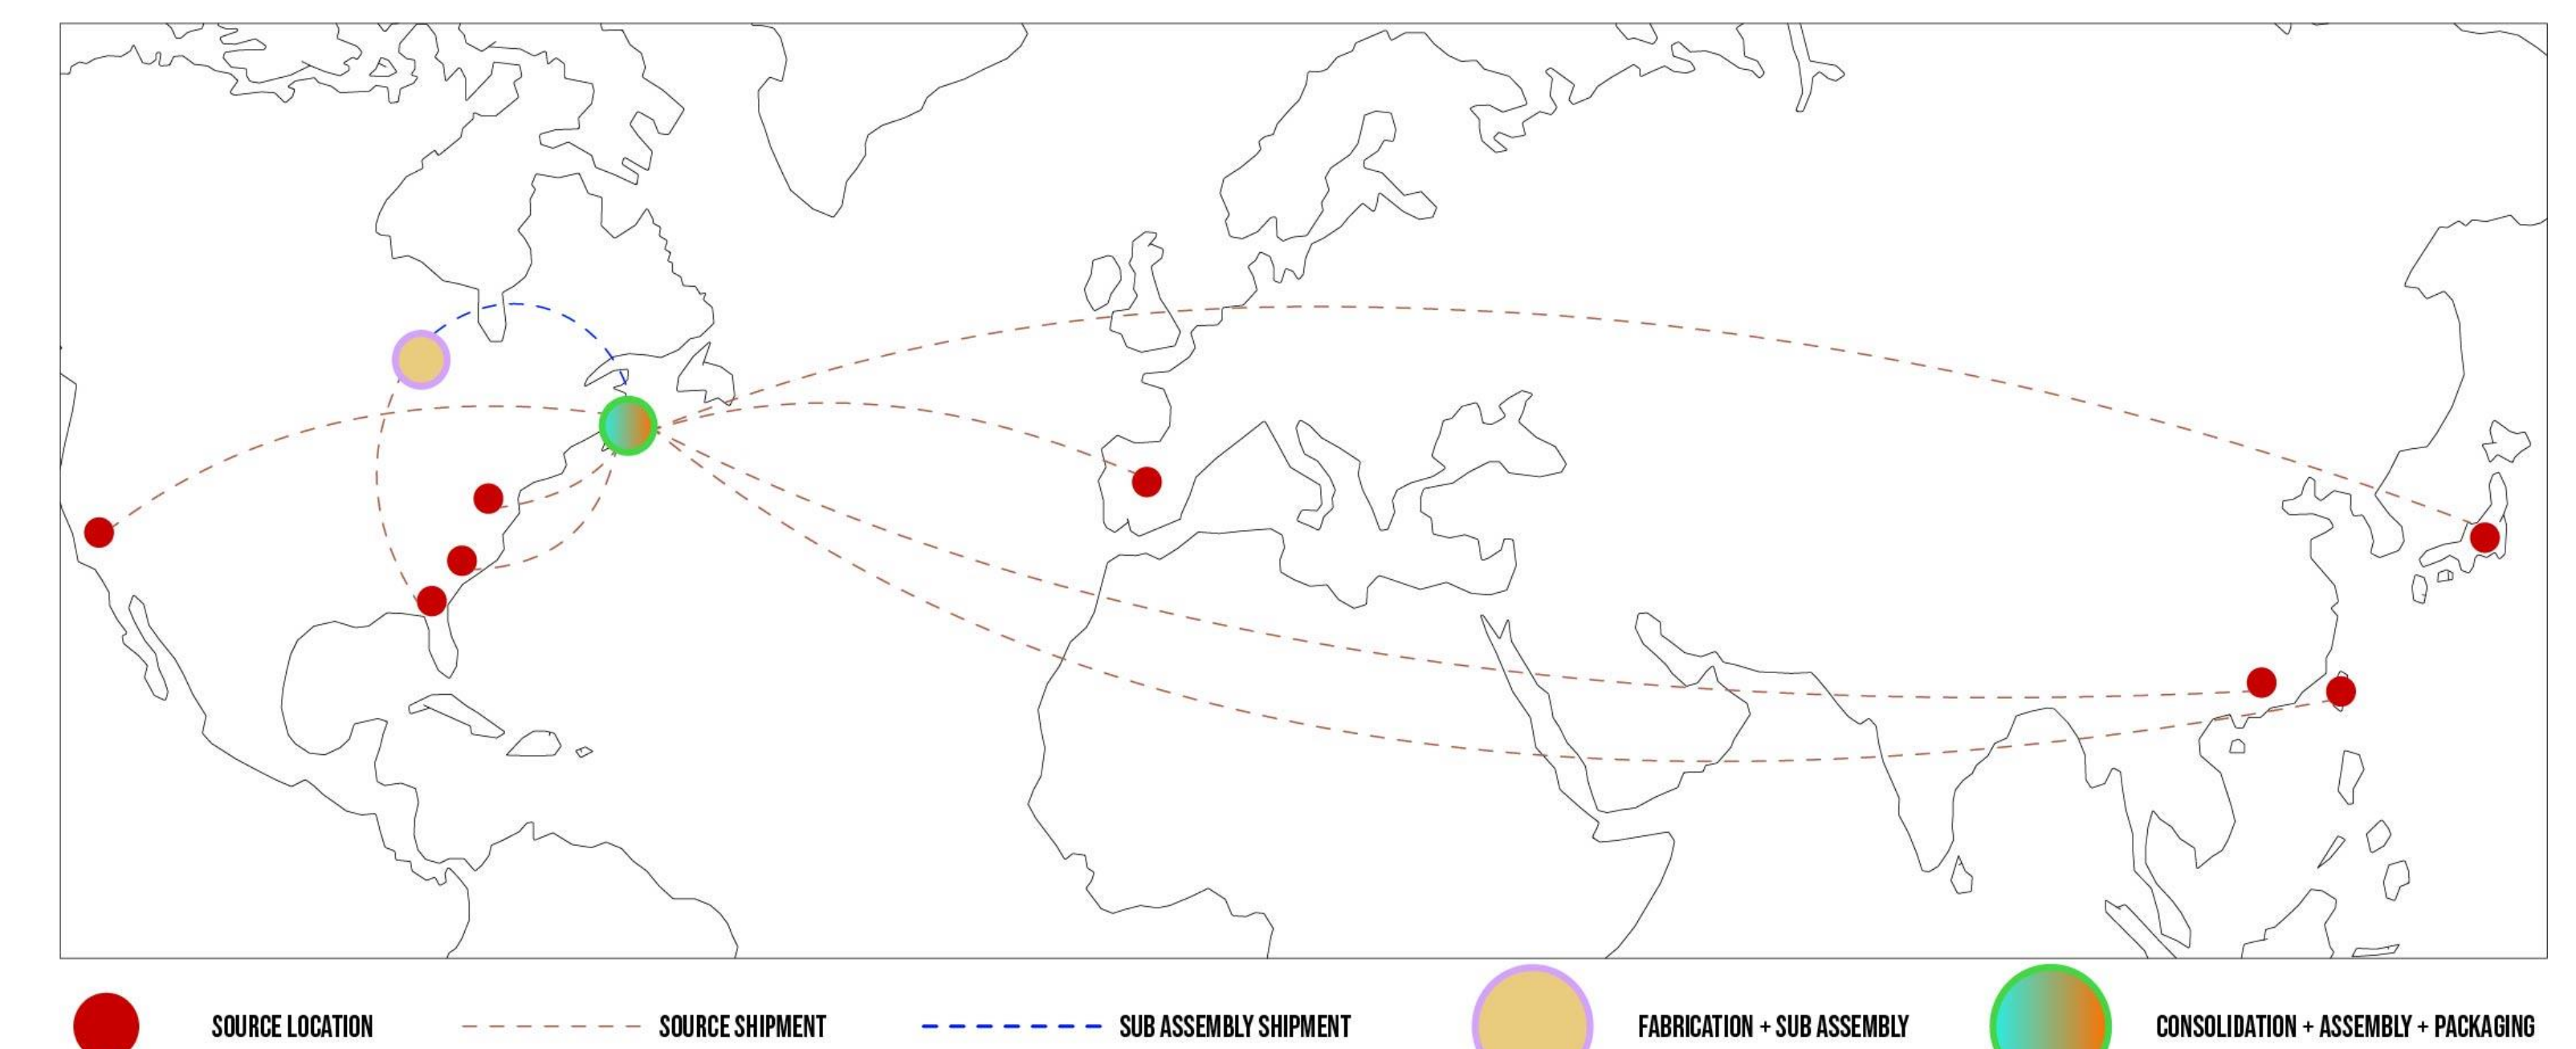 SOURCE LOCATION
SOURCE SHIPMENT
SUB ASSEMBLY SHIPMENT
FABRICATION + SUB ASSEMBLY
CONSOLIDATION + ASSEMBLY + PACKAGING